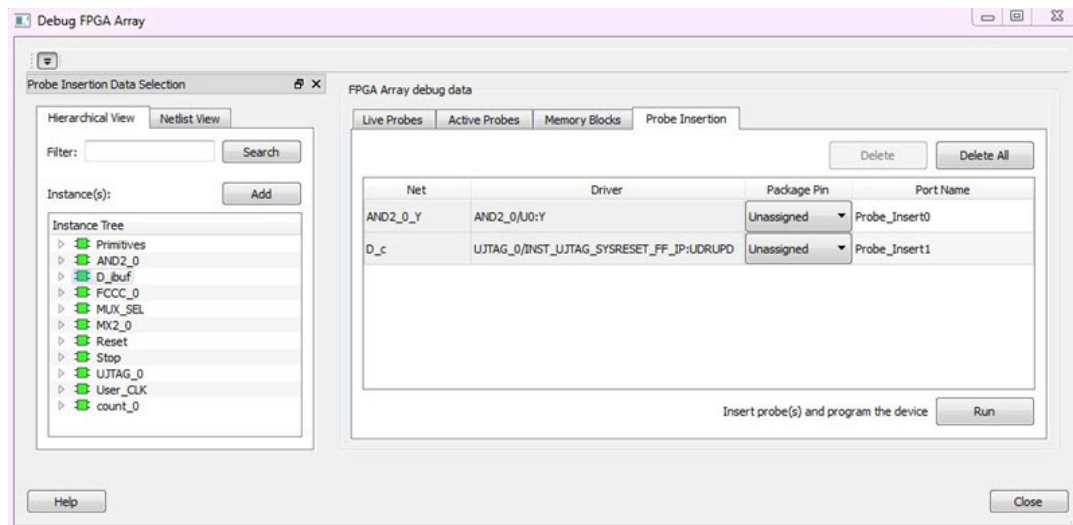 Debug FPGA Array
Probe Insertion Data Selection
Hierarchical View Netlist View
Filter: Search
Instance(s): Add
Instance Tree
Primitives
AND2_0
D_ibuf
FCCC_0
MUX_SEL
MX2_0
Reset
Stop
UJTAG_0
User_CLK
count_0
FPGA Array debug data
Live Probes Active Probes Memory Blocks Probe Insertion
Delete Delete All
Net Driver Package Pin Port Name
AND2_0_Y AND2_0/U0:Y Unassigned Probe_Insert0
D_c UJTAG_0/INST_UJTAG_SYSRESET_FF_IP:UDRUPD Unassigned Probe_Insert1
Insert probe(s) and program the device Run
Help Close